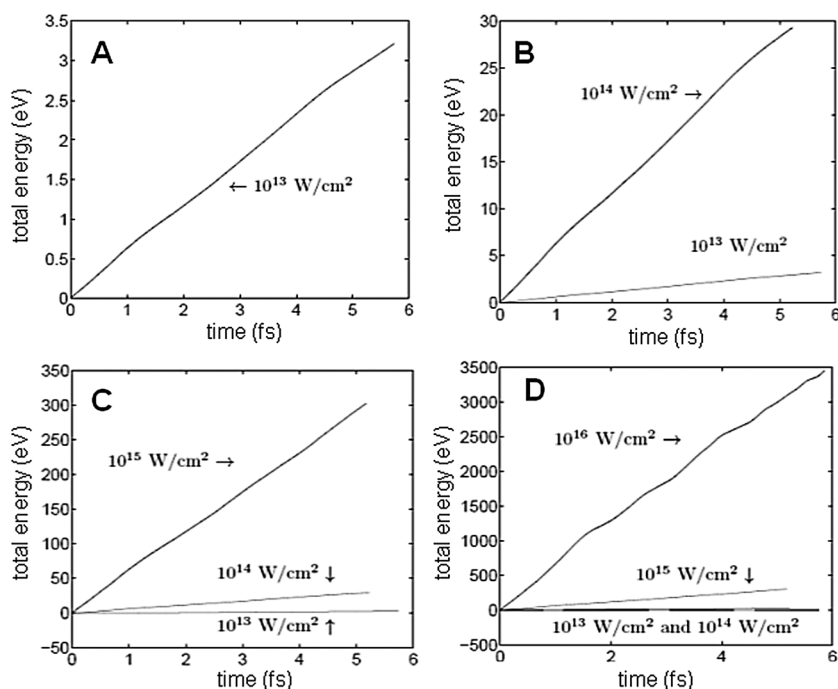 A
total energy (eV)
3.5
3
2.5
2
1.5
1
0.5
0
← 10¹³ W/cm²
0 1 2 3 4 5 6
time (fs)
B
total energy (eV)
30
25
20
15
10
5
0
10¹⁴ W/cm² →
10¹³ W/cm²
0 1 2 3 4 5 6
time (fs)
C
total energy (eV)
350
300
250
200
150
100
50
0
−50
10¹⁵ W/cm² →
10¹⁴ W/cm² ↓
10¹³ W/cm² ↑
0 1 2 3 4 5 6
time (fs)
D
total energy (eV)
3500
3000
2500
2000
1500
1000
500
0
−500
10¹⁶ W/cm² →
10¹⁵ W/cm² ↓
10¹³ W/cm² and 10¹⁴ W/cm²
0 1 2 3 4 5 6
time (fs)